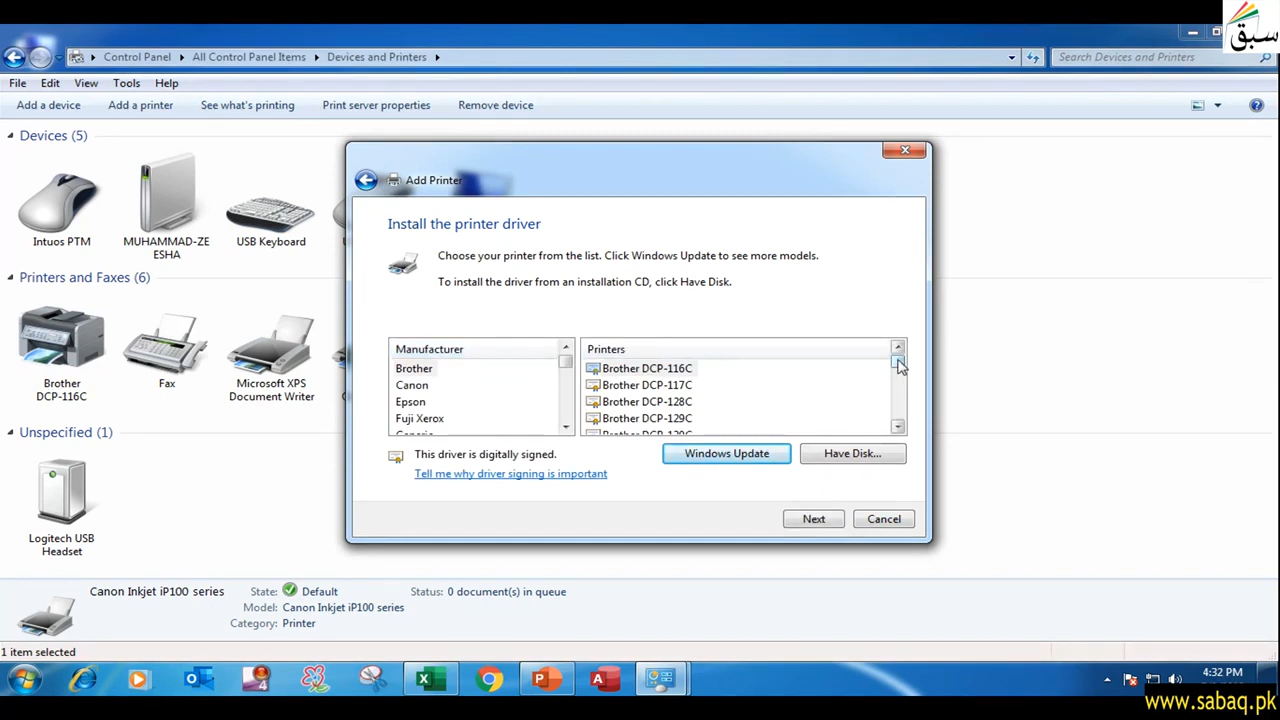 سبق
Control Panel
All Control Panel Items
Devices and Printers
Search Devices and Printers
File
Edit
View
Tools
Help
Add a device
Add a printer
See what's printing
Print server properties
Remove device
Devices (5)
Intuos PTM
MUHAMMAD-ZE
ESHA
USB Keyboard
Printers and Faxes (6)
Brother
DCP-116C
Fax
Microsoft XPS
Document Writer
Unspecified (1)
Logitech USB
Headset
Add Printer
Install the printer driver
Choose your printer from the list. Click Windows Update to see more models.
To install the driver from an installation CD, click Have Disk.
Manufacturer
Brother
Canon
Epson
Fuji Xerox
Generic
Printers
Brother DCP-116C
Brother DCP-117C
Brother DCP-128C
Brother DCP-129C
This driver is digitally signed.
Tell me why driver signing is important
Windows Update
Have Disk...
Next
Cancel
Canon Inkjet iP100 series
State: Default
Model: Canon Inkjet iP100 series
Category: Printer
Status: 0 document(s) in queue
1 item selected
4:32 PM
www.sabaq.pk